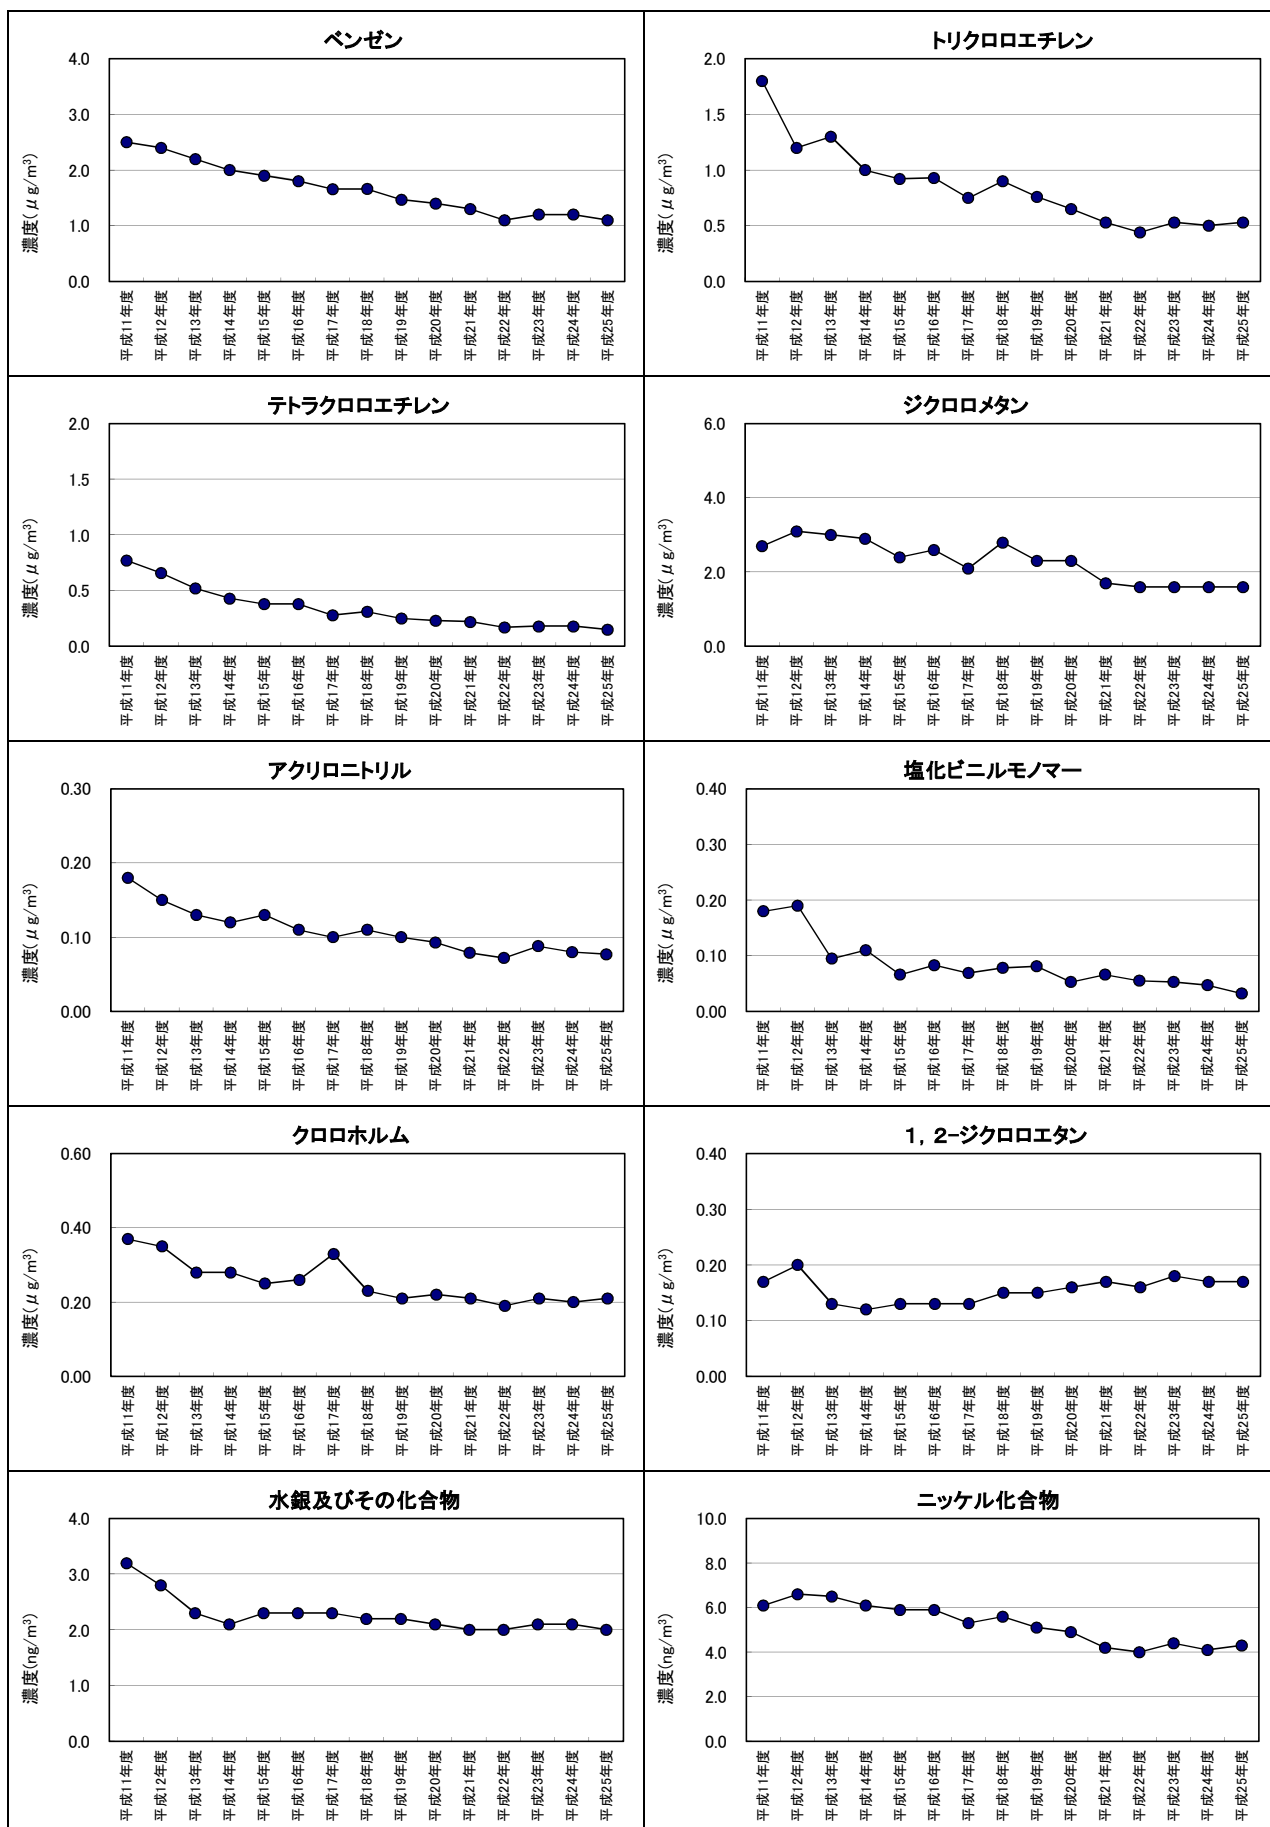 ベンゼン
4.0
3.0
2.0
1.0
0.0
濃度(μg/m³)
平成11年度
平成12年度
平成13年度
平成14年度
平成15年度
平成16年度
平成17年度
平成18年度
平成19年度
平成20年度
平成21年度
平成22年度
平成23年度
平成24年度
平成25年度
トリクロロエチレン
2.0
1.5
1.0
0.5
0.0
濃度(μg/m³)
平成11年度
平成12年度
平成13年度
平成14年度
平成15年度
平成16年度
平成17年度
平成18年度
平成19年度
平成20年度
平成21年度
平成22年度
平成23年度
平成24年度
平成25年度
テトラクロロエチレン
2.0
1.5
1.0
0.5
0.0
濃度(μg/m³)
平成11年度
平成12年度
平成13年度
平成14年度
平成15年度
平成16年度
平成17年度
平成18年度
平成19年度
平成20年度
平成21年度
平成22年度
平成23年度
平成24年度
平成25年度
ジクロロメタン
6.0
4.0
2.0
0.0
濃度(μg/m³)
平成11年度
平成12年度
平成13年度
平成14年度
平成15年度
平成16年度
平成17年度
平成18年度
平成19年度
平成20年度
平成21年度
平成22年度
平成23年度
平成24年度
平成25年度
アクリロニトリル
0.30
0.20
0.10
0.00
濃度(μg/m³)
平成11年度
平成12年度
平成13年度
平成14年度
平成15年度
平成16年度
平成17年度
平成18年度
平成19年度
平成20年度
平成21年度
平成22年度
平成23年度
平成24年度
平成25年度
塩化ビニルモノマー
0.40
0.30
0.20
0.10
0.00
濃度(μg/m³)
平成11年度
平成12年度
平成13年度
平成14年度
平成15年度
平成16年度
平成17年度
平成18年度
平成19年度
平成20年度
平成21年度
平成22年度
平成23年度
平成24年度
平成25年度
クロロホルム
0.60
0.40
0.20
0.00
濃度(μg/m³)
平成11年度
平成12年度
平成13年度
平成14年度
平成15年度
平成16年度
平成17年度
平成18年度
平成19年度
平成20年度
平成21年度
平成22年度
平成23年度
平成24年度
平成25年度
1，2-ジクロロエタン
0.40
0.30
0.20
0.10
0.00
濃度(μg/m³)
平成11年度
平成12年度
平成13年度
平成14年度
平成15年度
平成16年度
平成17年度
平成18年度
平成19年度
平成20年度
平成21年度
平成22年度
平成23年度
平成24年度
平成25年度
水銀及びその化合物
4.0
3.0
2.0
1.0
0.0
濃度(ng/m³)
平成11年度
平成12年度
平成13年度
平成14年度
平成15年度
平成16年度
平成17年度
平成18年度
平成19年度
平成20年度
平成21年度
平成22年度
平成23年度
平成24年度
平成25年度
ニッケル化合物
10.0
8.0
6.0
4.0
2.0
0.0
濃度(ng/m³)
平成11年度
平成12年度
平成13年度
平成14年度
平成15年度
平成16年度
平成17年度
平成18年度
平成19年度
平成20年度
平成21年度
平成22年度
平成23年度
平成24年度
平成25年度